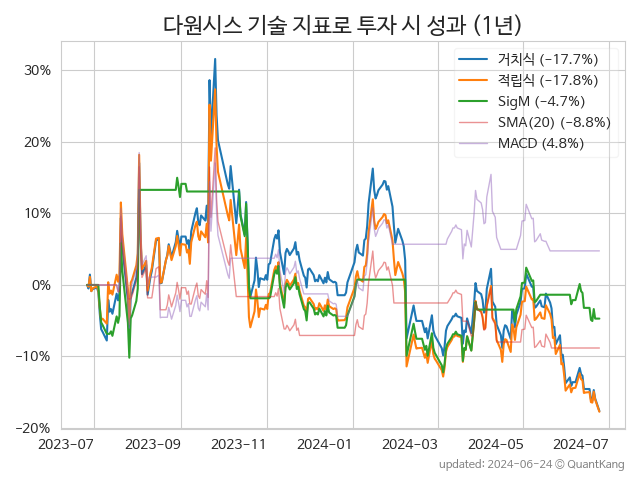 다원시스 기술 지표로 투자 시 성과 (1년)
거치식 (−17.7%)
적립식 (−17.8%)
SigM (−4.7%)
SMA(20) (−8.8%)
MACD (4.8%)
30%
20%
10%
0%
−10%
−20%
2023-07 2023-09 2023-11 2024-01 2024-03 2024-05 2024-07
updated: 2024-06-24 © QuantKang